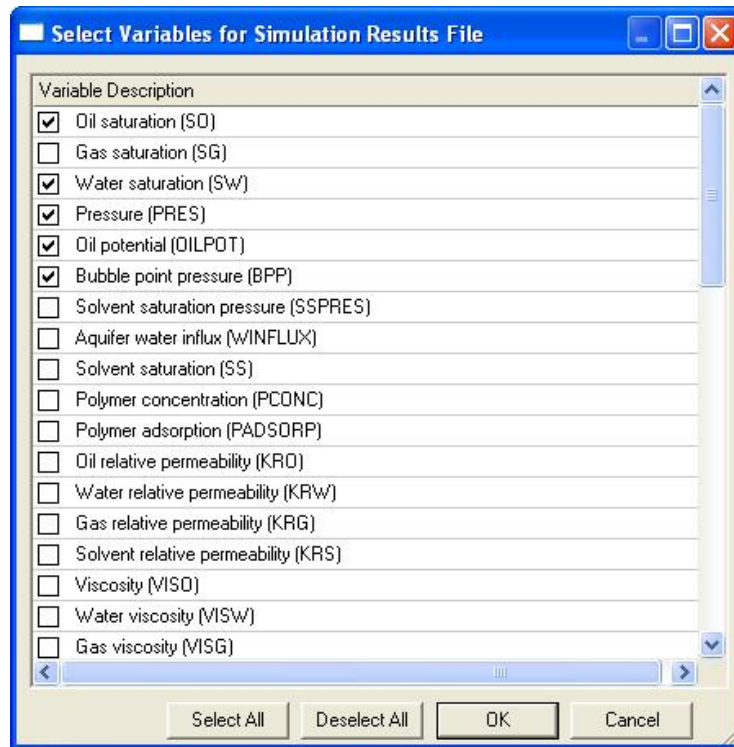 Select Variables for Simulation Results File
Variable Description
Oil saturation (SO)
Gas saturation (SG)
Water saturation (SW)
Pressure (PRES)
Oil potential (OILPOT)
Bubble point pressure (BPP)
Solvent saturation pressure (SSPRES)
Aquifer water influx (WINFLUX)
Solvent saturation (SS)
Polymer concentration (PCONC)
Polymer adsorption (PADSORP)
Oil relative permeability (KRO)
Water relative permeability (KRW)
Gas relative permeability (KRG)
Solvent relative permeability (KRS)
Viscosity (VISO)
Water viscosity (VISW)
Gas viscosity (VISG)
Select All Deselect All OK Cancel